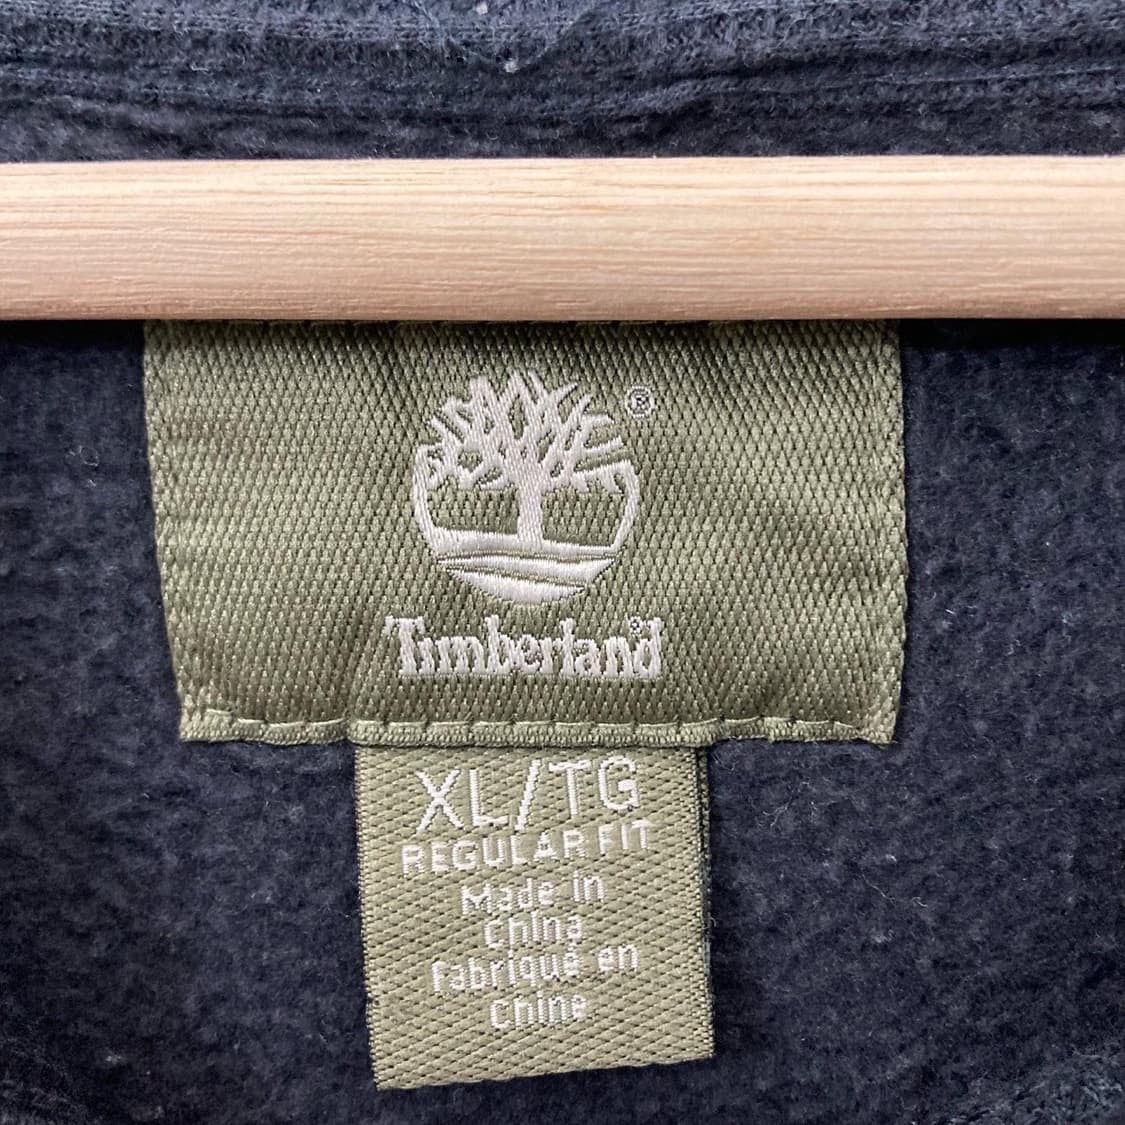 ®
Timberland®
XL/TG
REGULAR FIT
Made in
China
Fabriqué en
Chine